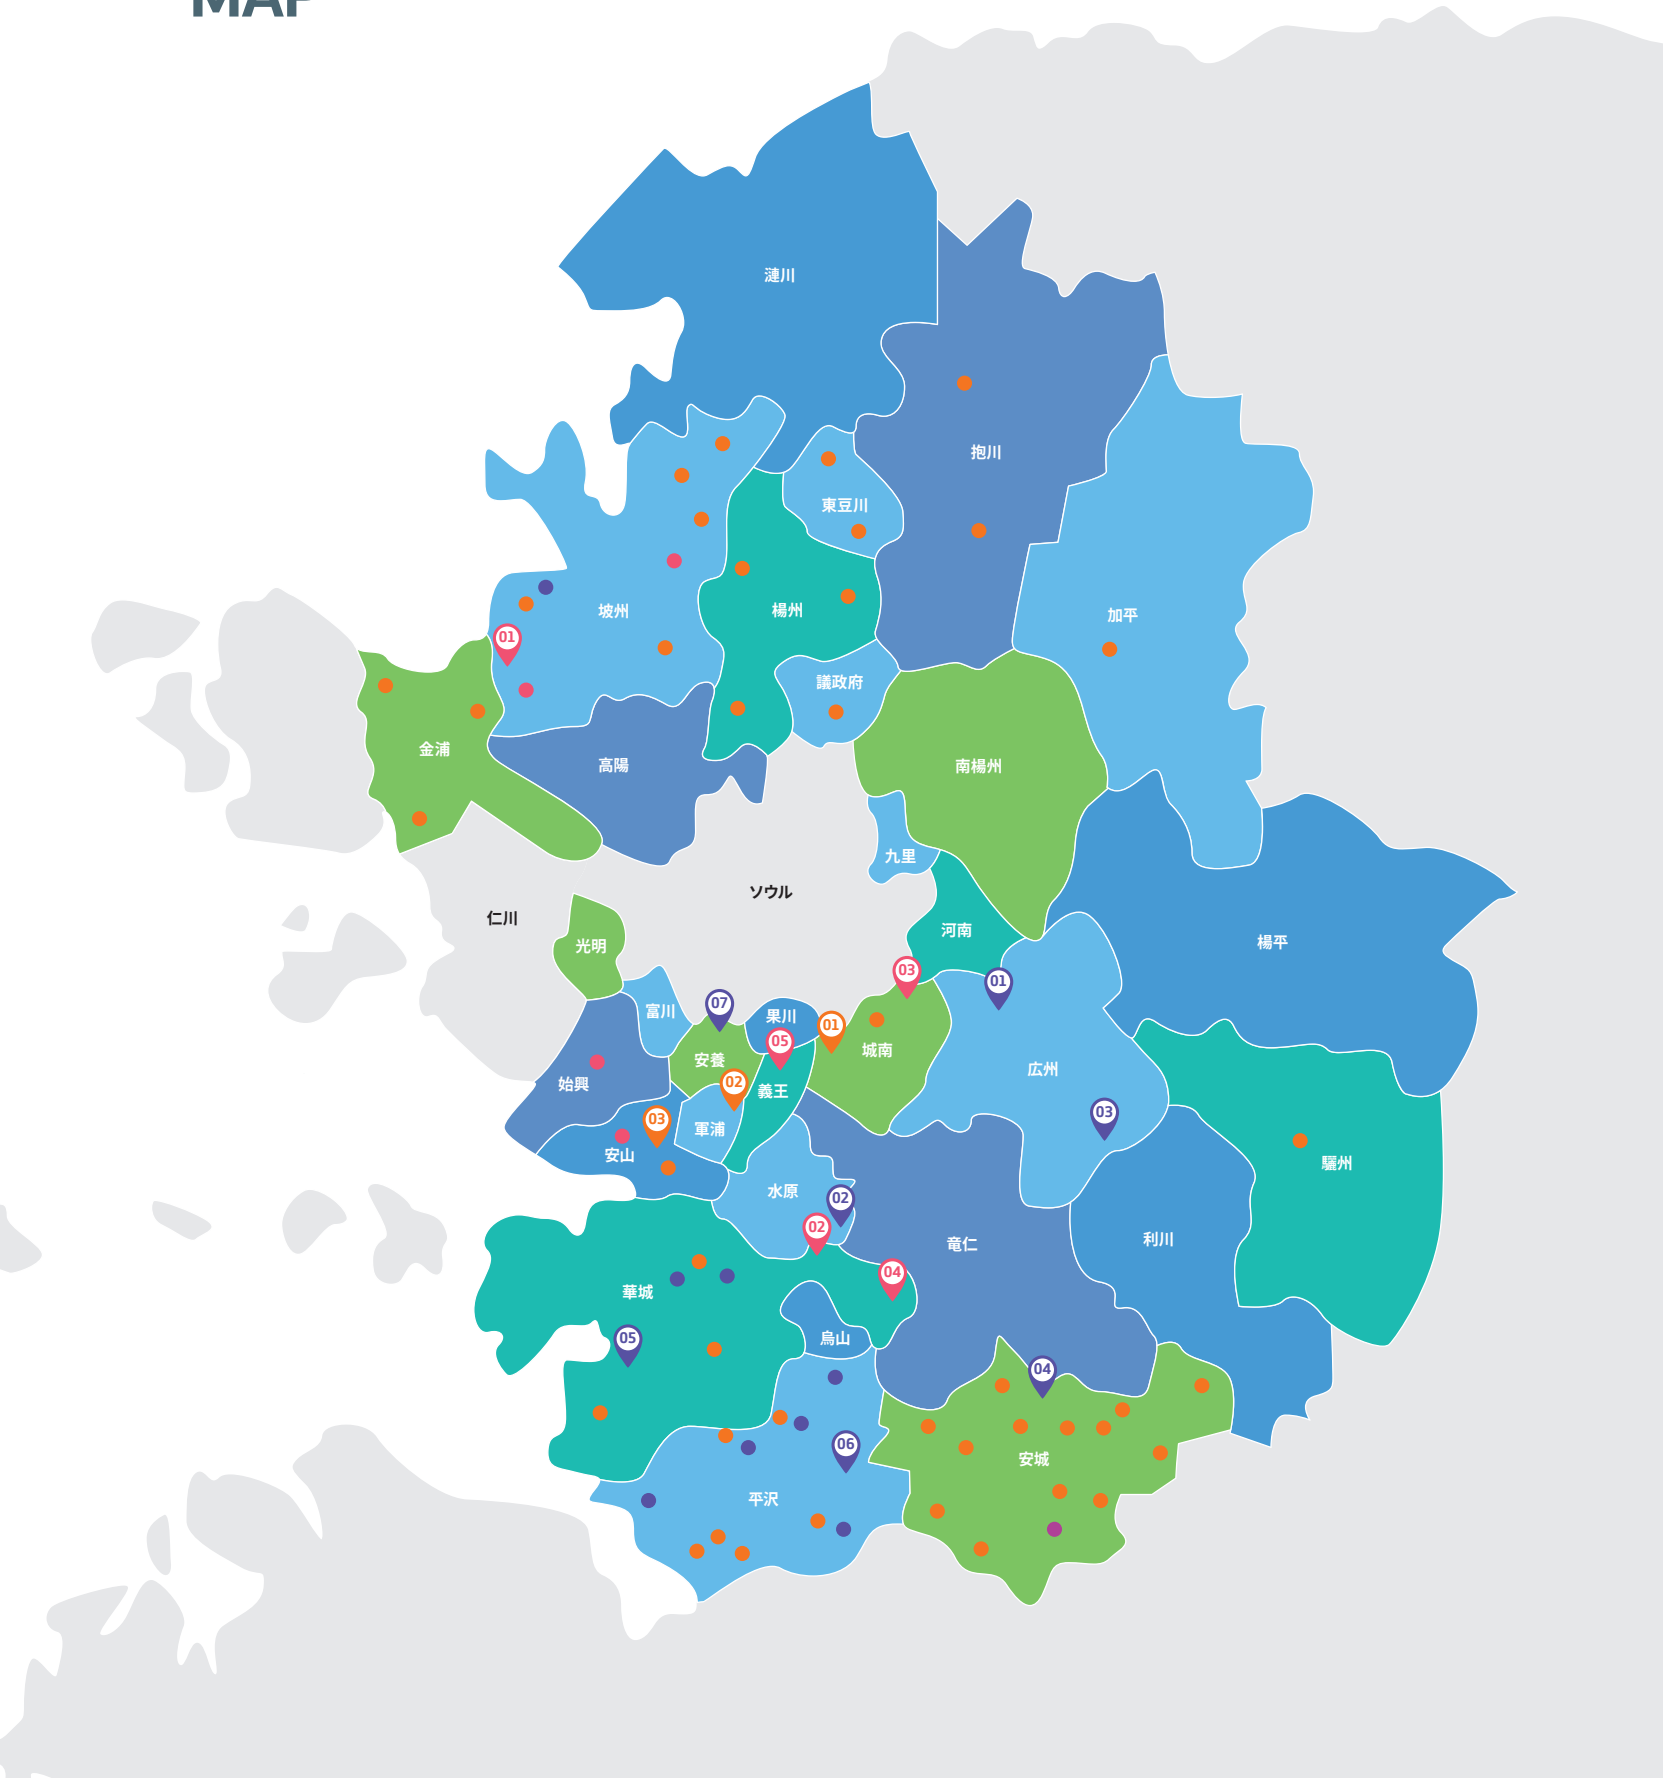 MAP
漣川
抱川
東豆川
楊州
坡州
加平
01
議政府
金浦
高陽
南楊州
九里
ソウル
仁川
河南
光明
楊平
03
01
富川
07
果川
01
05
城南
安養
広州
始興
02
義王
03
03
軍浦
安山
驪州
水原
02
02
竜仁
利川
04
華城
05
烏山
04
06
安城
平沢